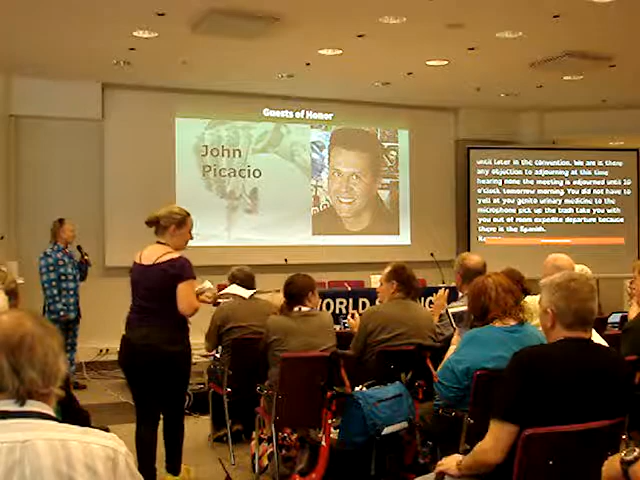 Guests of Honor
John
Picacio
until later in the convention. We are is there
any objection to adjourning at this time
hearing none the meeting is adjourned until 10
o'clock tomorrow morning. You did not have to
yell at you genito urinary medicine to the
microphone pick up the trash take you with
you out of room expedite departure because
there is the Spanish.
WORLD